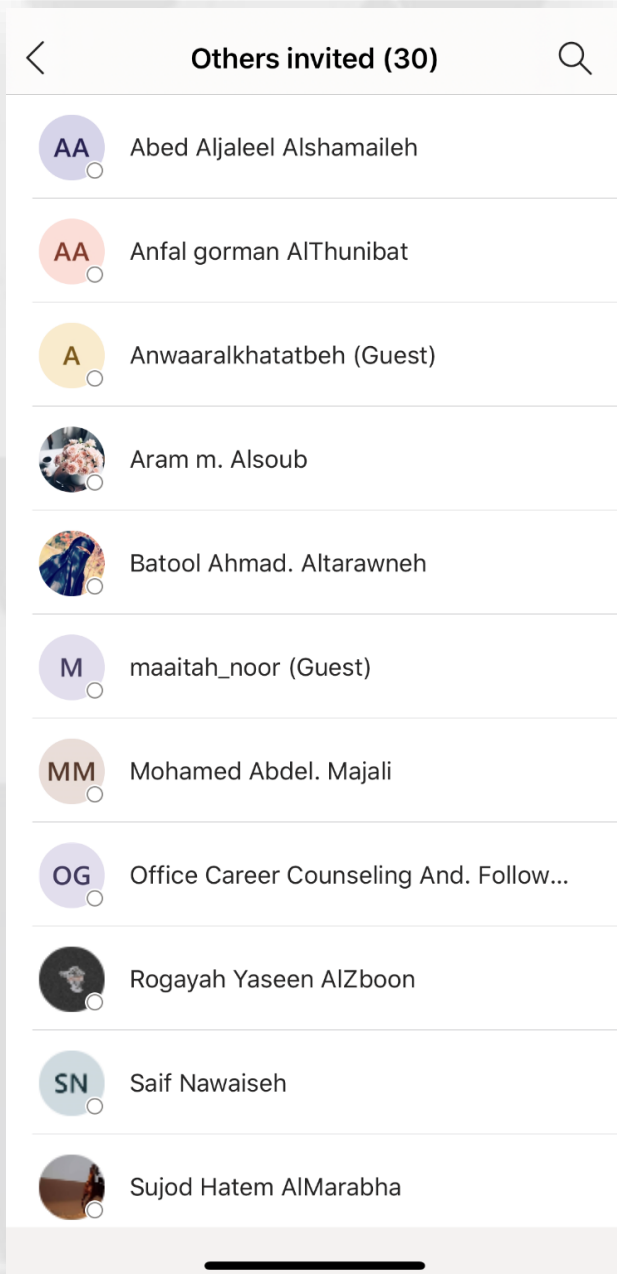 Others invited (30)
AA
Abed Aljaleel Alshamaileh
AA
Anfal gorman AlThunibat
A
Anwaaralkhatatbeh (Guest)
Aram m. Alsoub
Batool Ahmad. Altarawneh
M
maaitah_noor (Guest)
MM
Mohamed Abdel. Majali
OG
Office Career Counseling And. Follow...
Rogayah Yaseen AlZboon
SN
Saif Nawaiseh
Sujod Hatem AlMarabha